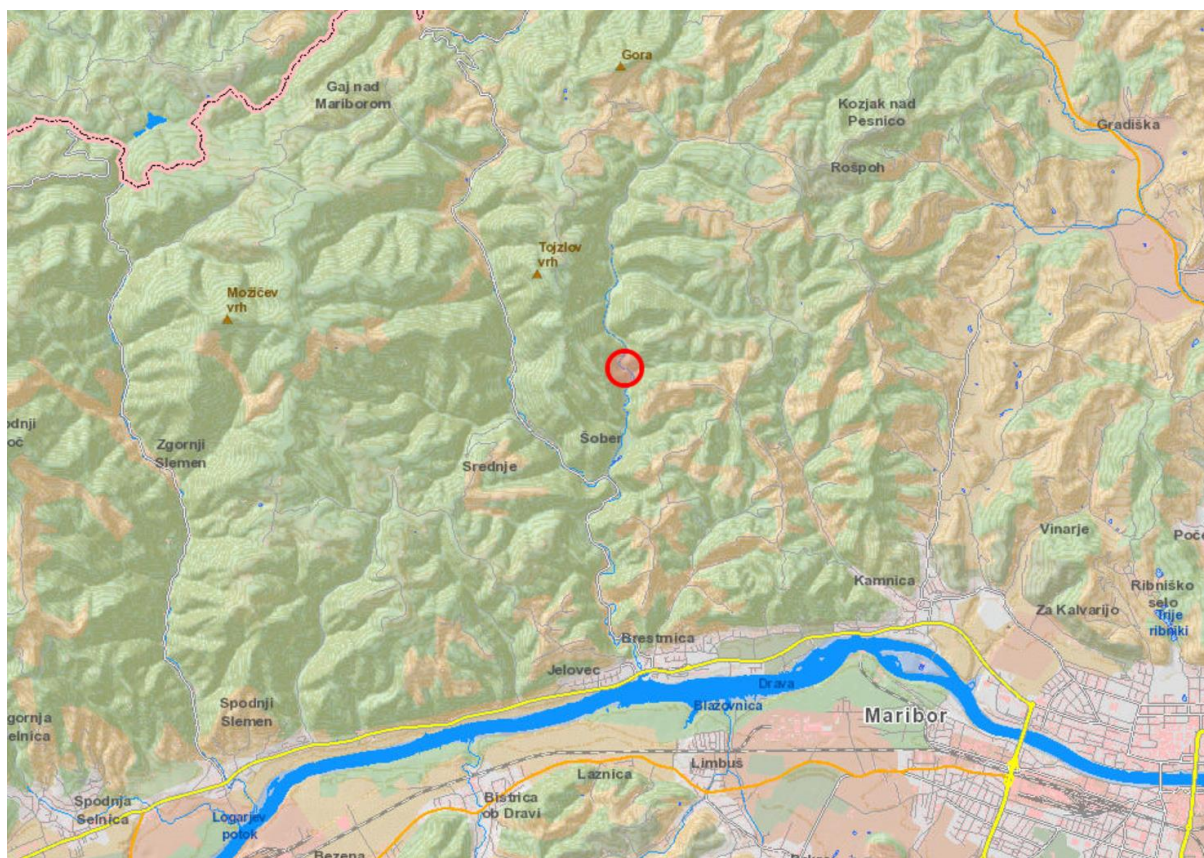 Gora
Gaj nad
Mariborom
Kozjak nad
Pesnico
Gradiška
Rošpoh
Tojzlov
vrh
Možičev
vrh
Zgornji
Slemen
Šober
Srednje
Vinarje
Kamnica
Ribniško
selo
Za Kalvarijo
Trije
ribniki
Brestrnica
Jelovec
Drava
Blažovnica
Spodnji
Slemen
Maribor
Limbuš
Laznica
Bistrica
ob Dravi
Spodnja
Selnica
Logarjev
potok
Bezena